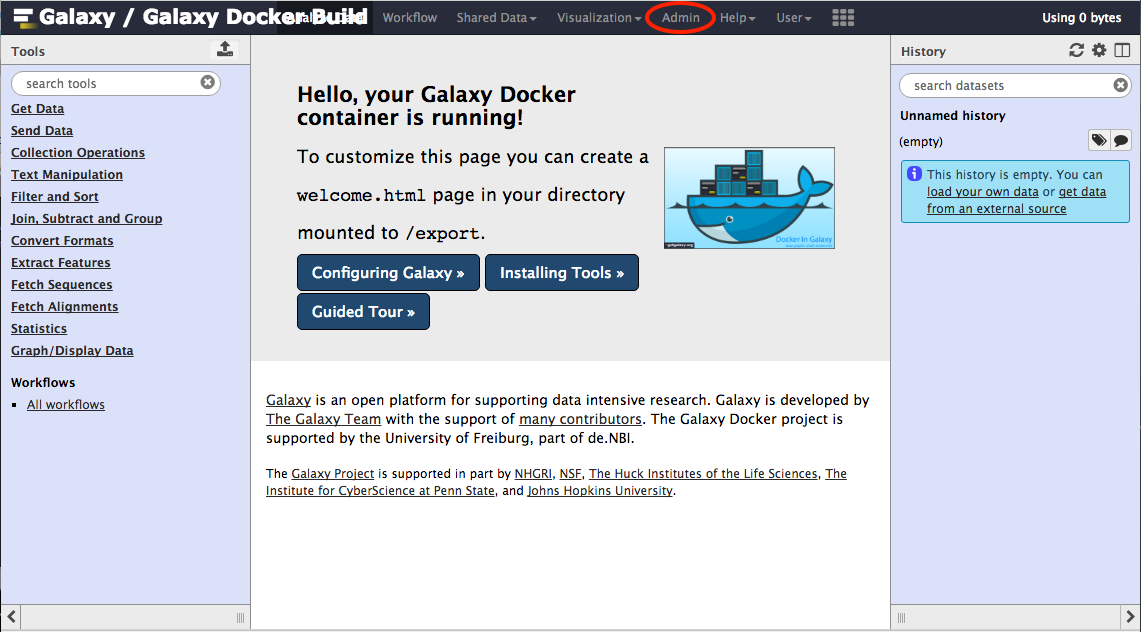 Galaxy / Galaxy Docker Build
Workflow
Shared Data
Visualization
Admin
Help
User
Using 0 bytes
Tools
search tools
Get Data
Send Data
Collection Operations
Text Manipulation
Filter and Sort
Join, Subtract and Group
Convert Formats
Extract Features
Fetch Sequences
Fetch Alignments
Statistics
Graph/Display Data
Workflows
All workflows
Hello, your Galaxy Docker
container is running!
To customize this page you can create a
welcome.html page in your directory
mounted to /export.
Docker In Galaxy
Configuring Galaxy »
Installing Tools »
Guided Tour »
Galaxy is an open platform for supporting data intensive research. Galaxy is developed by
The Galaxy Team with the support of many contributors. The Galaxy Docker project is
supported by the University of Freiburg, part of de.NBI.
The Galaxy Project is supported in part by NHGRI, NSF, The Huck Institutes of the Life Sciences, The
Institute for CyberScience at Penn State, and Johns Hopkins University.
History
search datasets
Unnamed history
(empty)
This history is empty. You can
load your own data or get data
from an external source